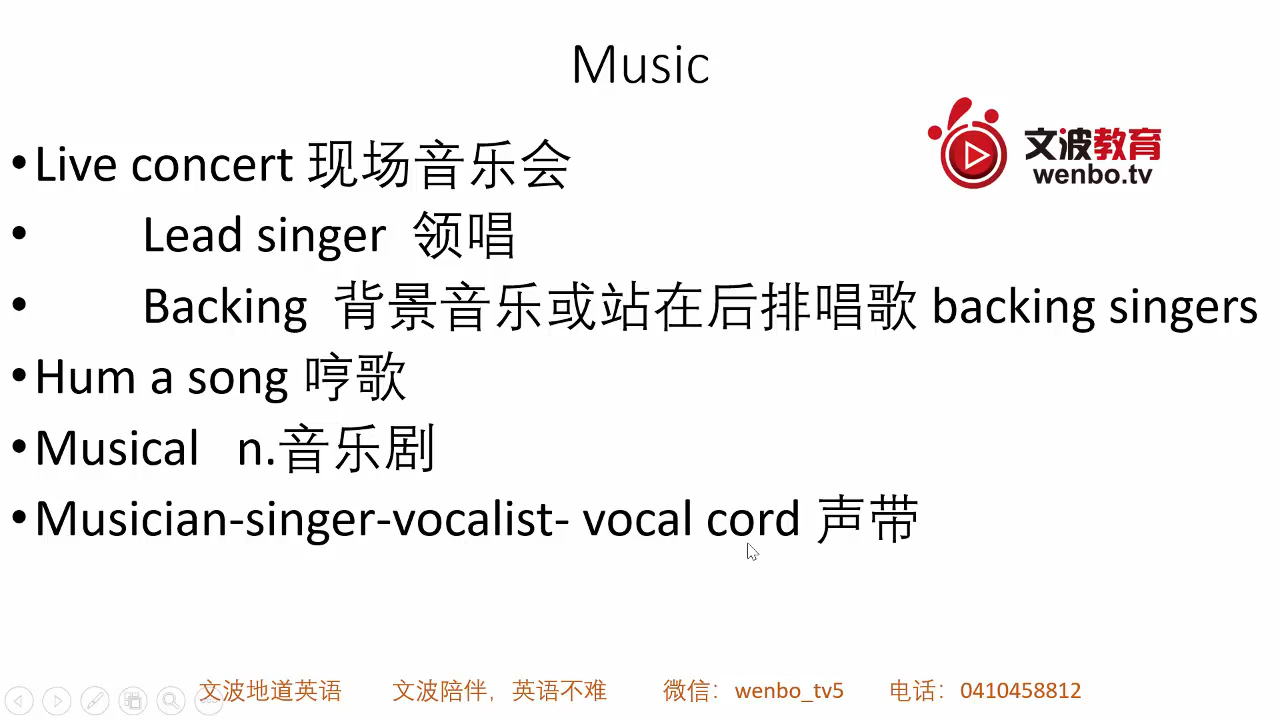 Music
文波教育
wenbo.tv
•Live concert 现场音乐会
• Lead singer 领唱
• Backing 背景音乐或站在后排唱歌 backing singers
•Hum a song 哼歌
•Musical n.音乐剧
•Musician-singer-vocalist- vocal cord 声带
文波地道英语 文波陪伴，英语不难 微信：wenbo_tv5 电话：0410458812